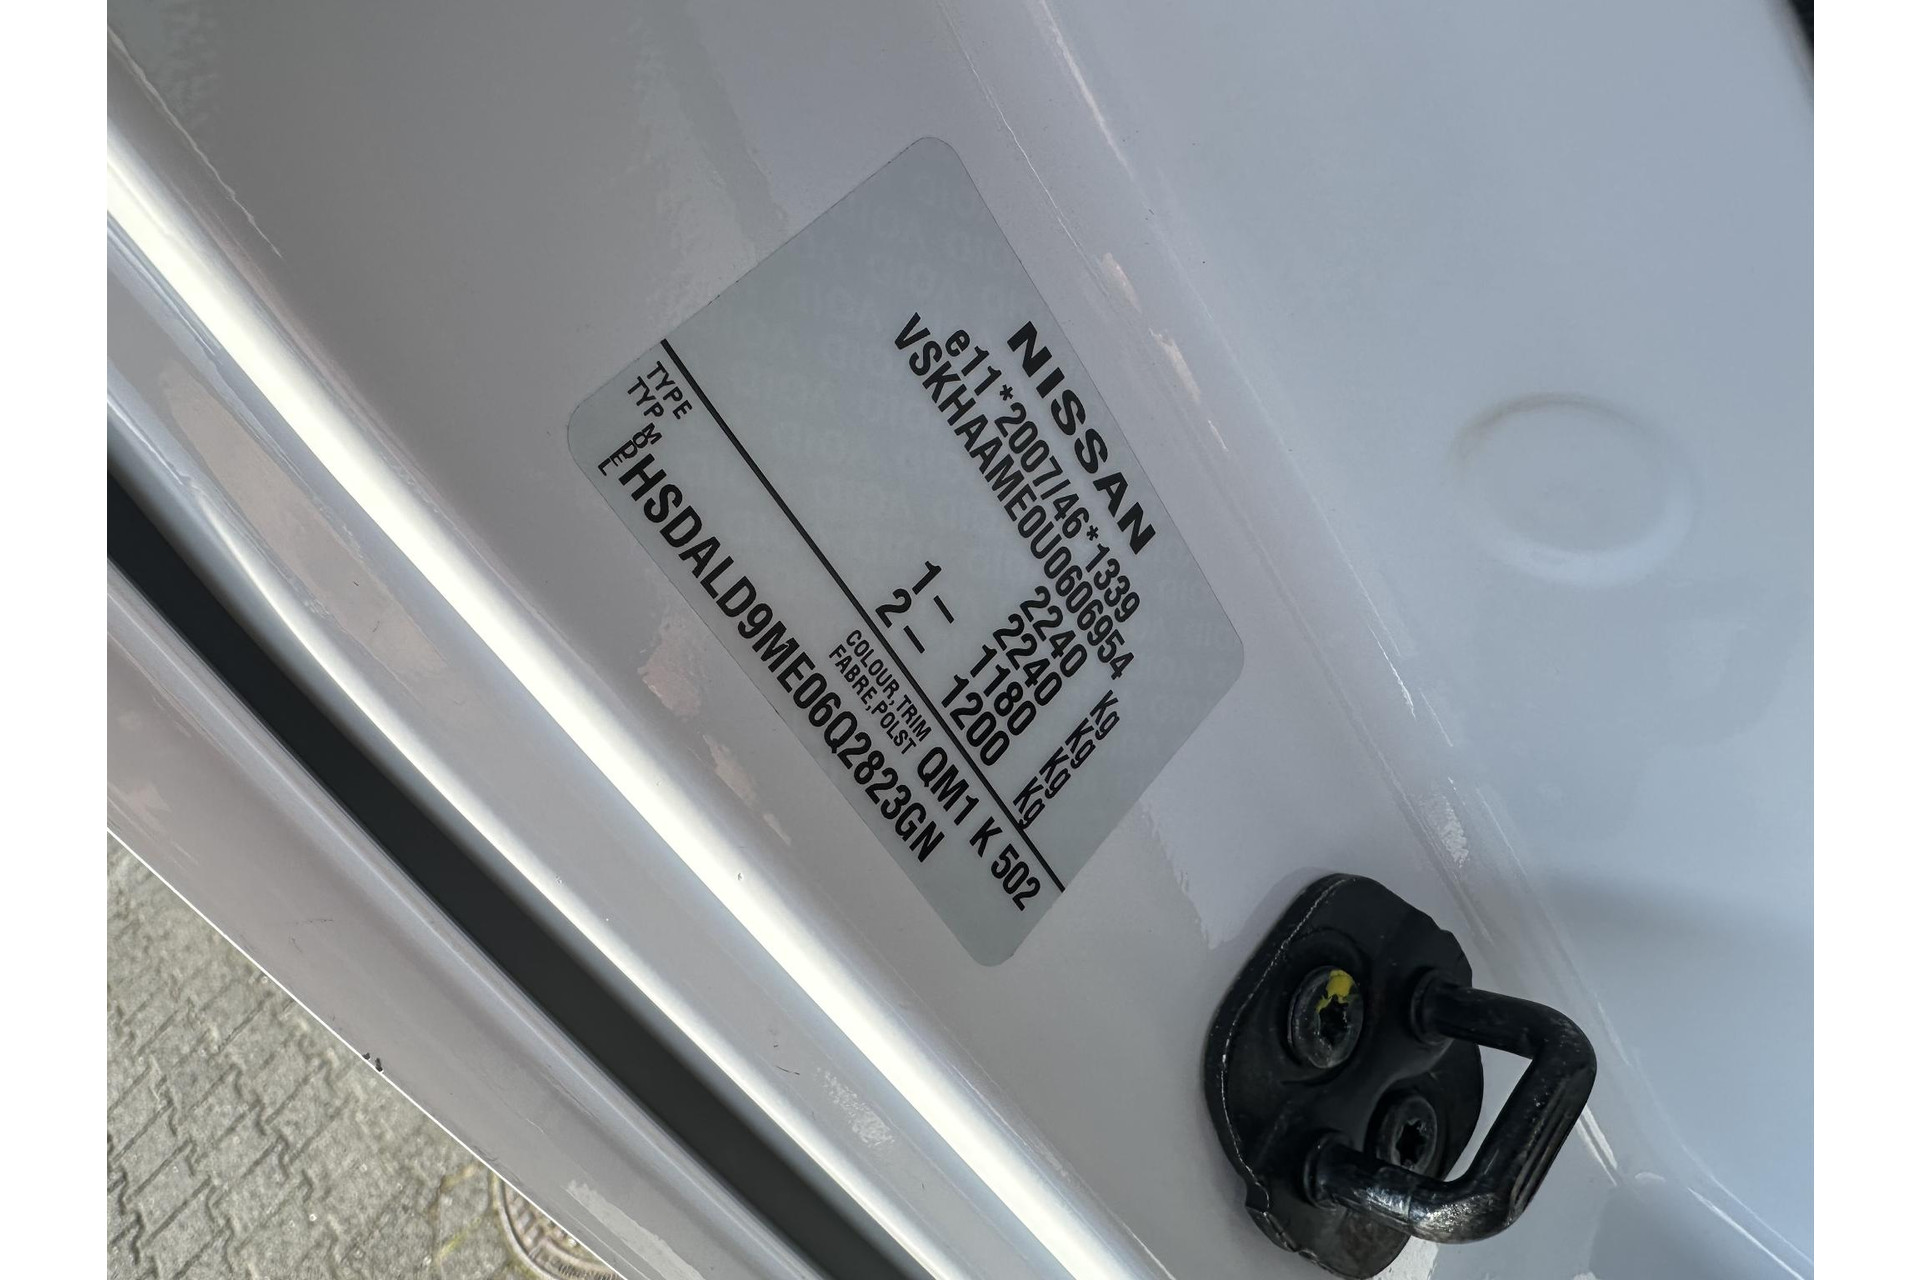 NISSAN
e11*2007/46*1339
VSKHAAME0U0606954
2240 Kg
2240 Kg
1 – 1180 Kg
2 – 1200 Kg
TYPE
TYP
COLOUR, TRIM
FABRE, POLST
QM1 K 502
MODEL
HSDALD9ME06Q2823GN